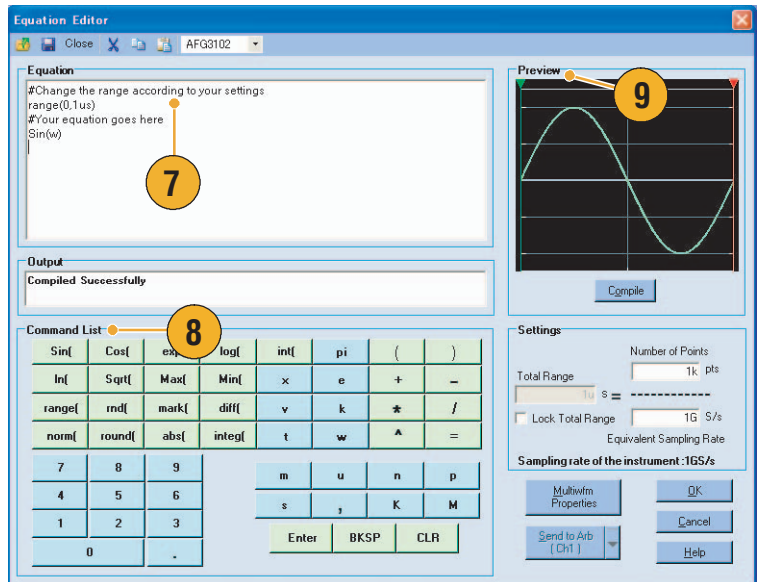 Equation Editor
Close AFG3102
Equation
#Change the range according to your settings
range(0,1us)
#Your equation goes here
Sin(w)
7
Output
Compiled Successfully
Command List
8
Sin( Cos( log( int( pi ( )
ln( Sqrt( Max( Min( x e + -
range( rnd( mark( diff( v k * /
norm( round( abs( integ( t w ^ =
7 8 9
4 5 6
1 2 3
0 .
m u n p
s , K M
Enter BKSP CLR
Preview
9
Compile
Settings
Number of Points
Total Range 1k pts
1u s = ------------
Lock Total Range 1G S/s
Equivalent Sampling Rate
Sampling rate of the instrument :1GS/s
Multiwfm Properties
OK
Cancel
Send to Arb (Ch1)
Help